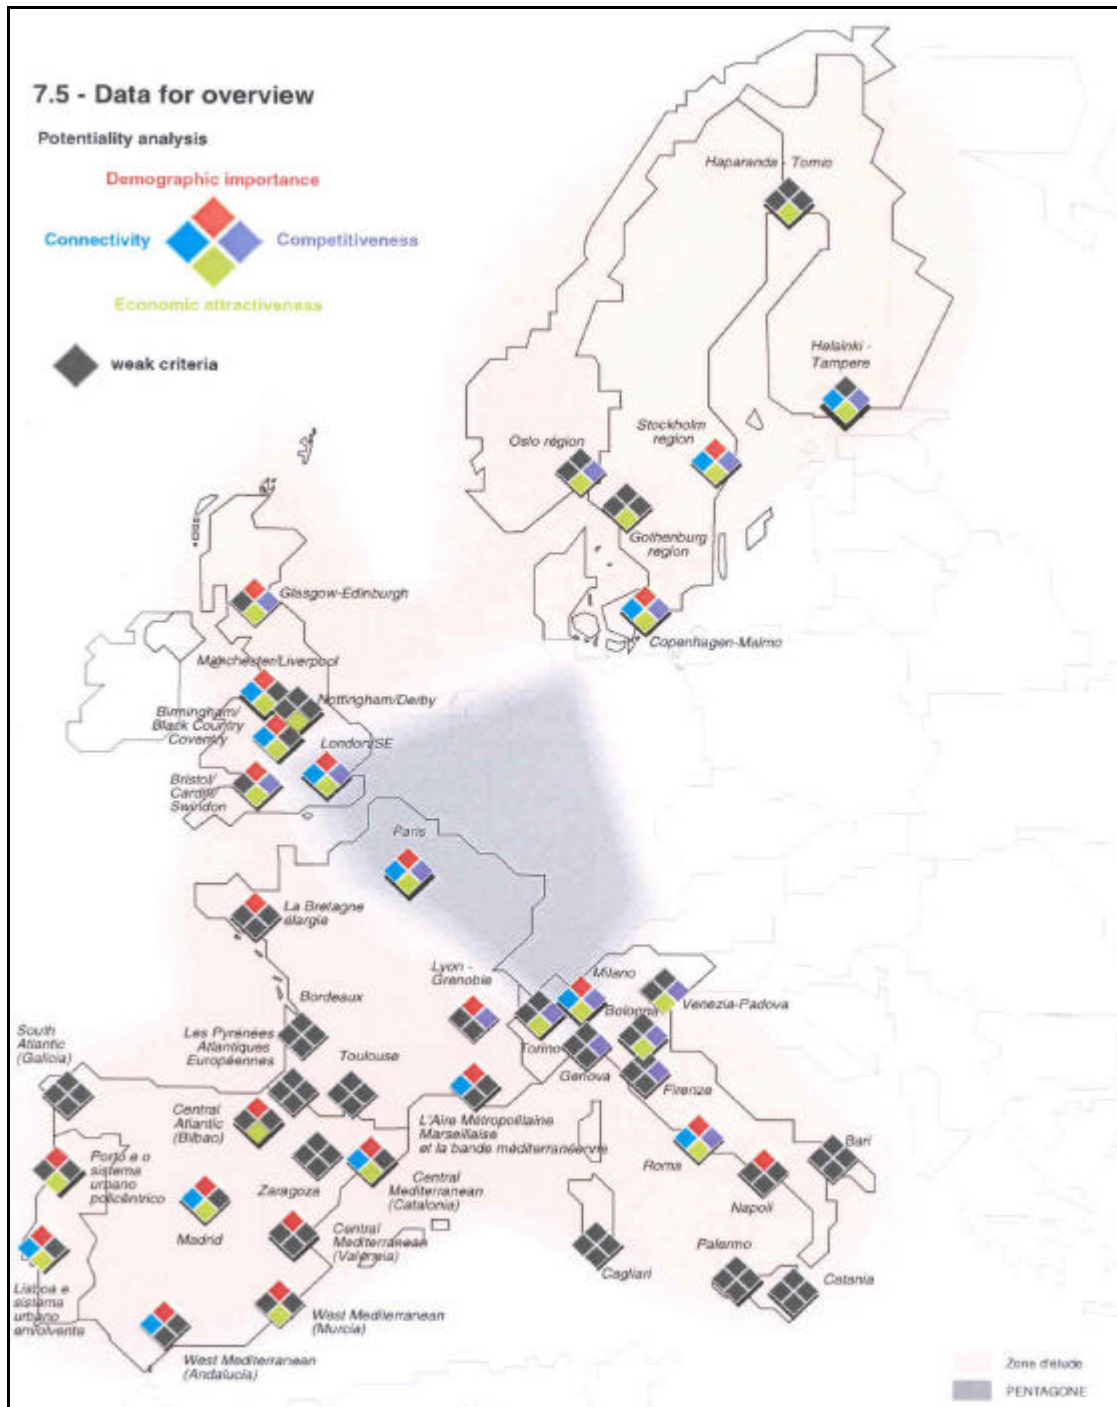 7.5 - Data for overview
Potentiality analysis
Demographic importance
Connectivity
Competitiveness
Economic attractiveness
weak criteria
Haparanda - Tornio
Helsinki -
Tampere
Stockholm
region
Oslo région
Gothenburg
region
Copenhagen-Malmo
Glasgow-Edinburgh
Manchester/Liverpool
Nottingham/Derby
Birmingham/
Black Country
Coventry
London/SE
Bristol/
Cardiff/
Swindon
Paris
La Bretagne
élargie
Lyon -
Grenoble
Milano
Venezia-Padova
Bologna
Torino
Genova
Firenze
Bordeaux
Les Pyrénées
Atlantiques
Européennes
Toulouse
South
Atlantic
(Galicia)
Central
Atlantic
(Bilbao)
L'Aire Métropolitaine
Marseillaise
et la bande méditerranéenne
Porto e o
sistema
urbano
policêntrico
Zaragoza
Central
Mediterranean
(Catalonia)
Roma
Bari
Napoli
Madrid
Central
Mediterranean
(Valencia)
Cagliari
Palermo
Catania
Lisboa e
sistema
urbano
envolvente
West Mediterranean
(Murcia)
West Mediterranean
(Andalucia)
Zone d'étude
PENTAGONE